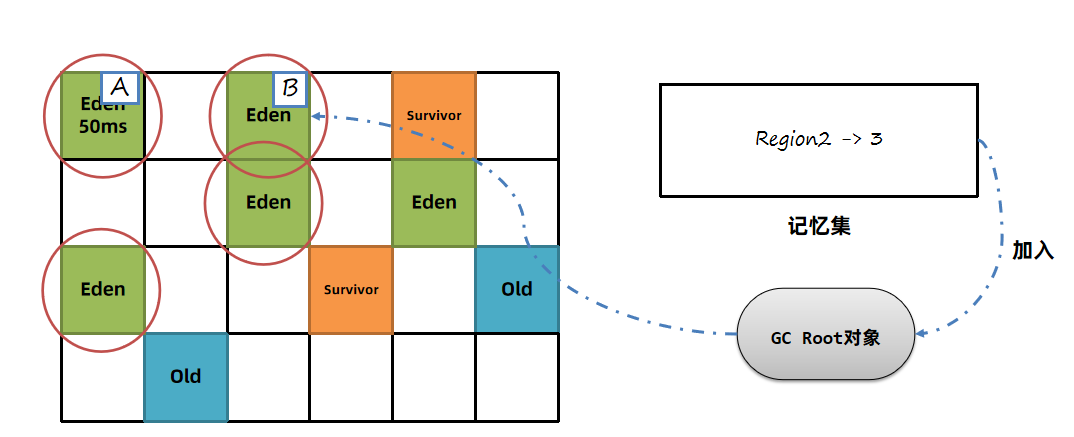 A
B
Eden
50ms
Eden
Survivor
Region2 -> 3
Eden
Eden
记忆集
加入
Eden
Survivor
Old
GC Root对象
Old